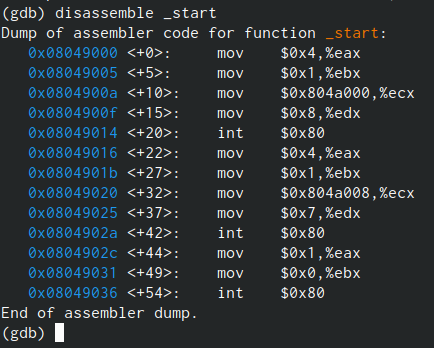 (gdb) disassemble _start
Dump of assembler code for function _start:
   0x08049000 <+0>:     mov    $0x4,%eax
   0x08049005 <+5>:     mov    $0x1,%ebx
   0x0804900a <+10>:    mov    $0x804a000,%ecx
   0x0804900f <+15>:    mov    $0x8,%edx
   0x08049014 <+20>:    int    $0x80
   0x08049016 <+22>:    mov    $0x4,%eax
   0x0804901b <+27>:    mov    $0x1,%ebx
   0x08049020 <+32>:    mov    $0x804a008,%ecx
   0x08049025 <+37>:    mov    $0x7,%edx
   0x0804902a <+42>:    int    $0x80
   0x0804902c <+44>:    mov    $0x1,%eax
   0x08049031 <+49>:    mov    $0x0,%ebx
   0x08049036 <+54>:    int    $0x80
End of assembler dump.
(gdb)